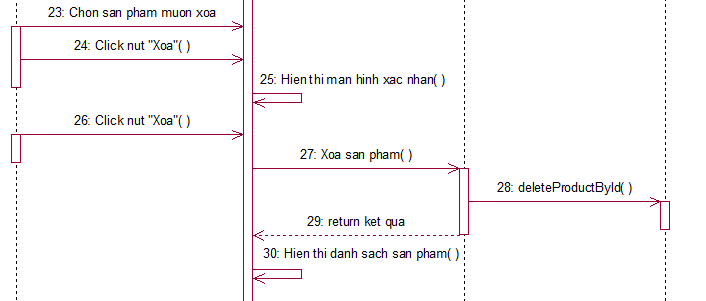 23: Chon san pham muon xoa
24: Click nut "Xoa"( )
25: Hien thi man hinh xac nhan( )
26: Click nut "Xoa"( )
27: Xoa san pham( )
28: deleteProductById( )
29: return ket qua
30: Hien thi danh sach san pham( )